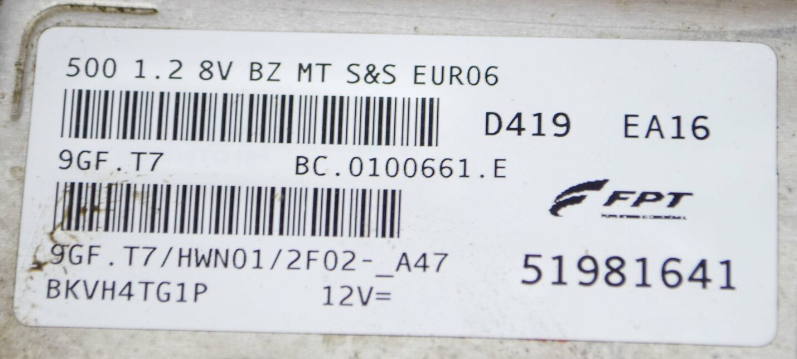 500 1.2 8V BZ MT S&S EURO6
D419 EA16
9GF.T7 BC.0100661.E
FPT
9GF.T7/HWN01/2F02-_A47
51981641
BKVH4TG1P 12V=